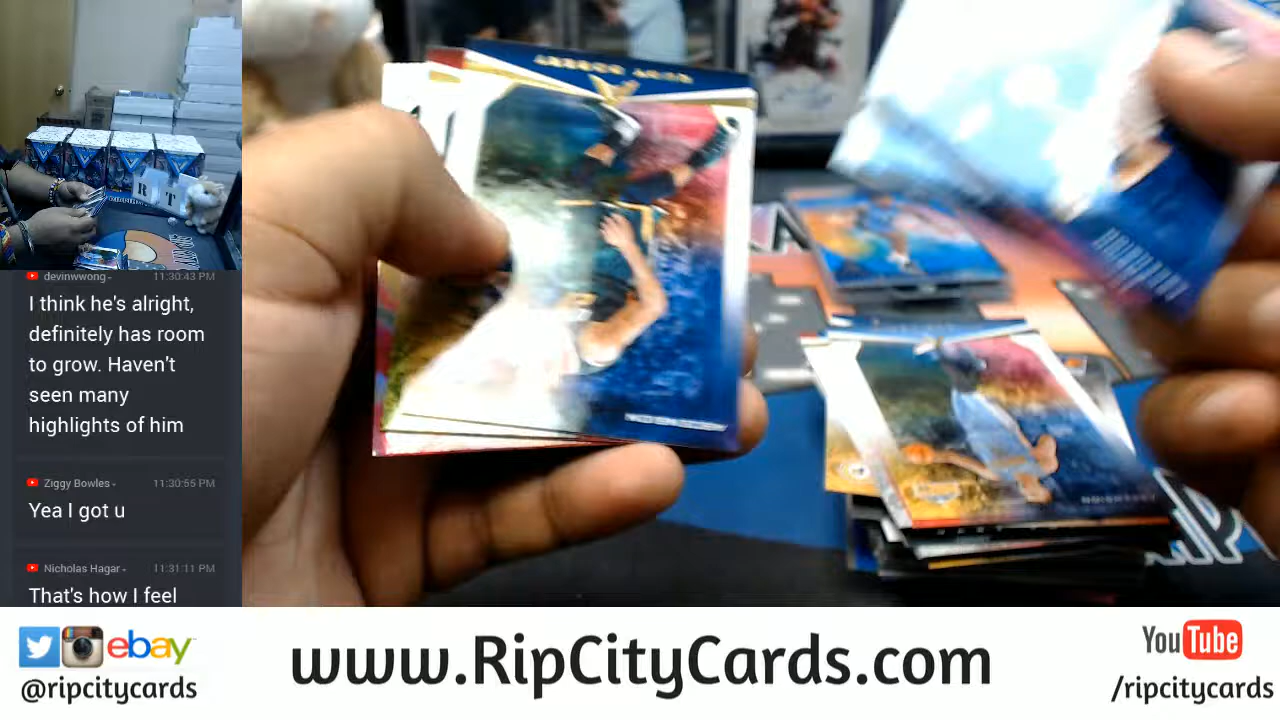 devinwwong- 11:30:43 PM
I think he's alright,
definitely has room
to grow. Haven't
seen many
highlights of him
Ziggy Bowles- 11:30:55 PM
Yea I got u
Nicholas Hagar- 11:31:11 PM
That's how I feel
R T
ebay
@ripcitycards
www.RipCityCards.com
YouTube
/ripcitycards